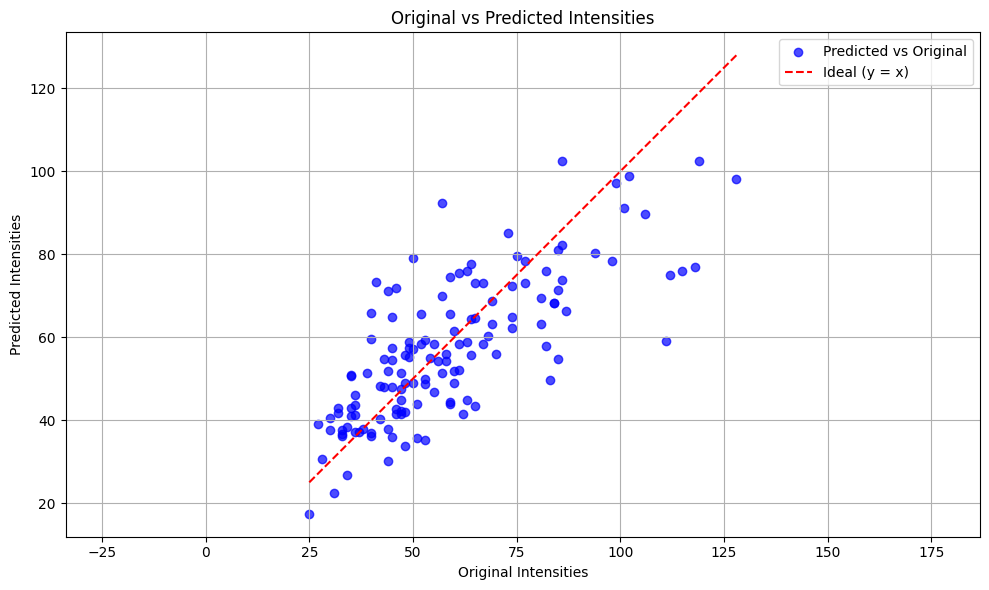 Original vs Predicted Intensities
Predicted vs Original
Ideal (y = x)
Predicted Intensities
120
100
80
60
40
20
−25 0 25 50 75 100 125 150 175
Original Intensities